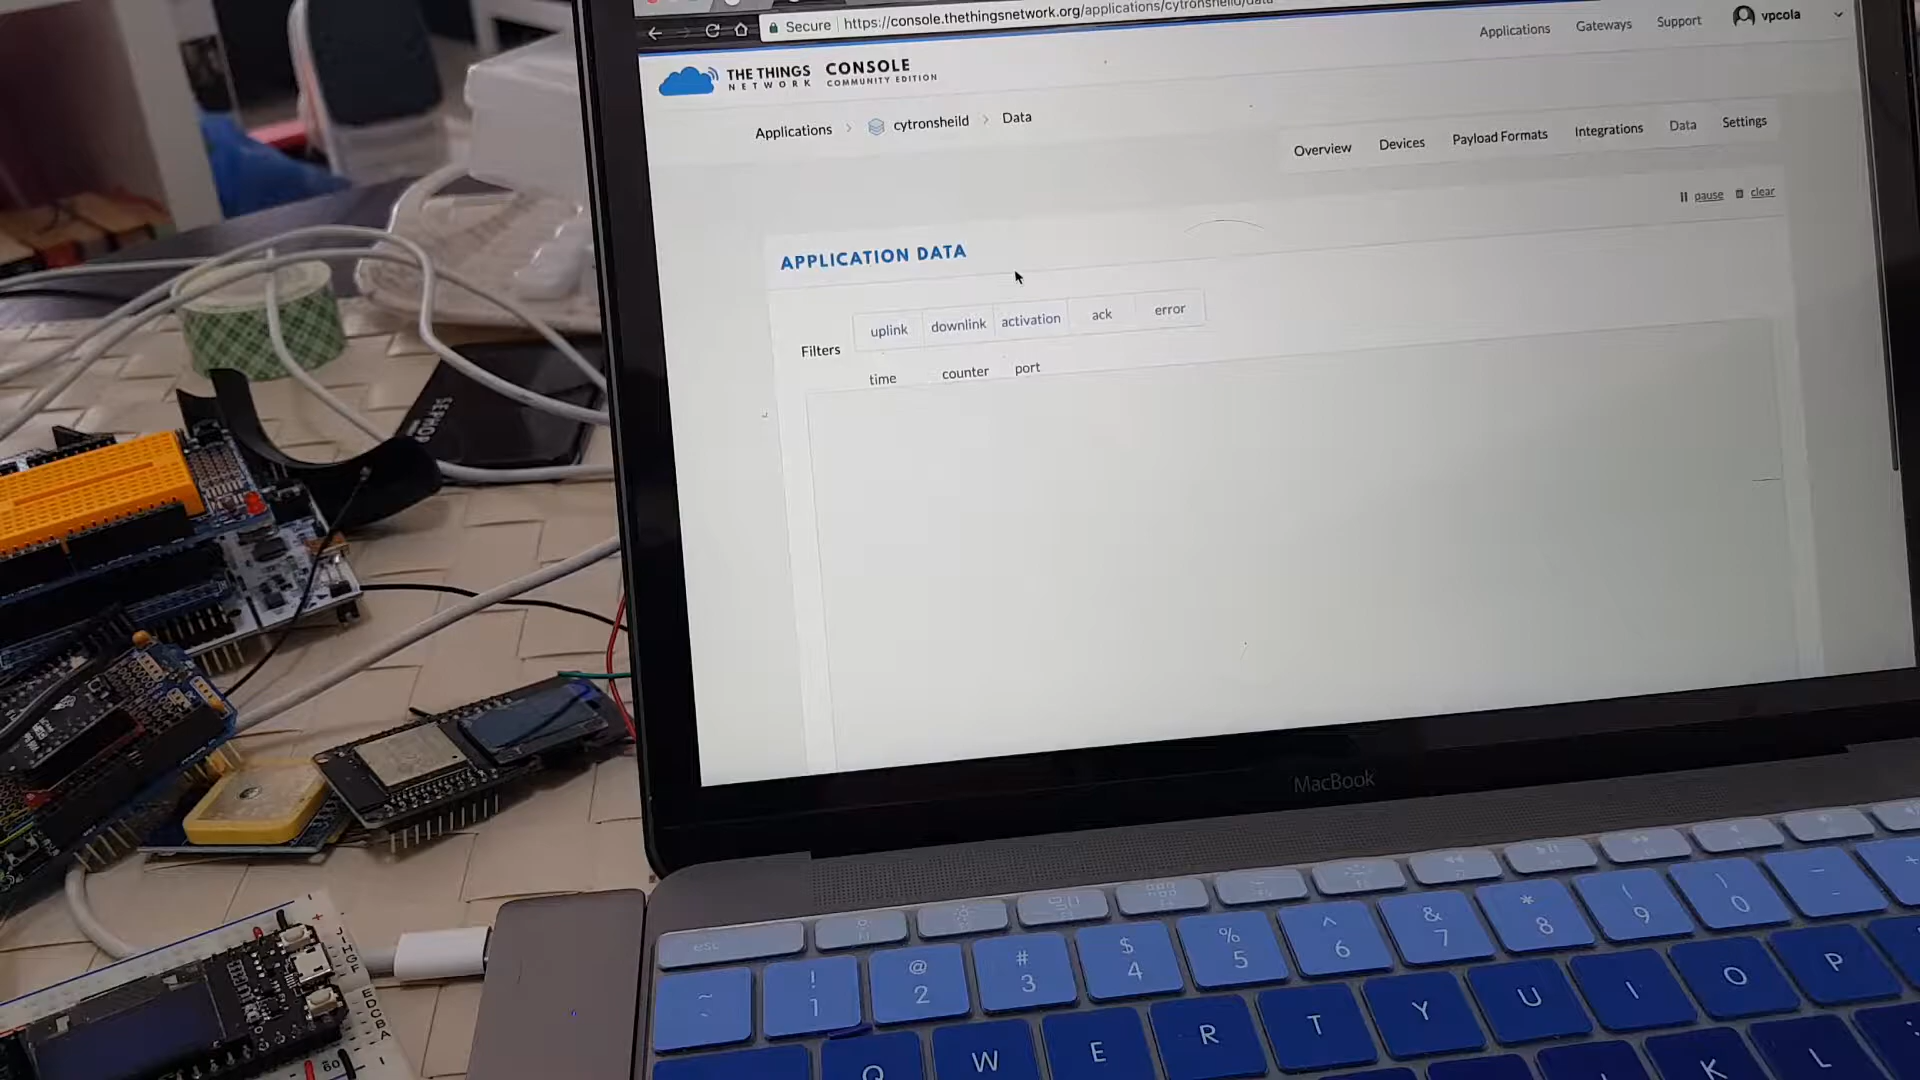 Secure https://console.thethingsnetwork.org/applications/cytronsheild/data
Applications Gateways Support vpcola
THE THINGS NETWORK
CONSOLE
COMMUNITY EDITION
Applications > cytronsheild > Data
Overview Devices Payload Formats Integrations Data Settings
pause clear
APPLICATION DATA
Filters uplink downlink activation ack error
time counter port
MacBook
esc
~ ! @ # $ % ^ & * ( )
1 2 3 4 5 6 7 8 9 0
Q W E R T Y U I O P
K L